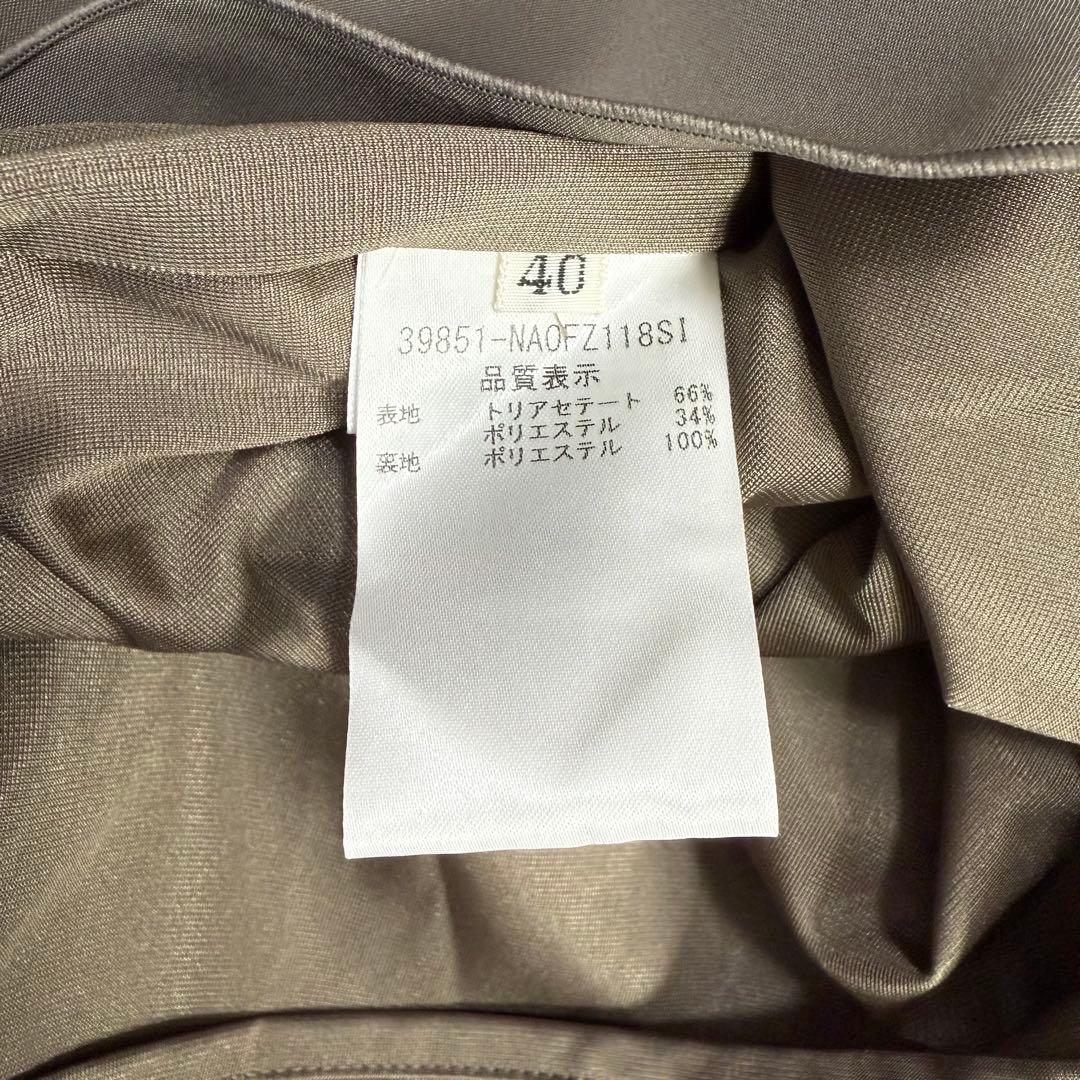 40
39851-NAOFZ118SI
品質表示
表地 トリアセテート 66%
ポリエステル 34%
裏地 ポリエステル 100%